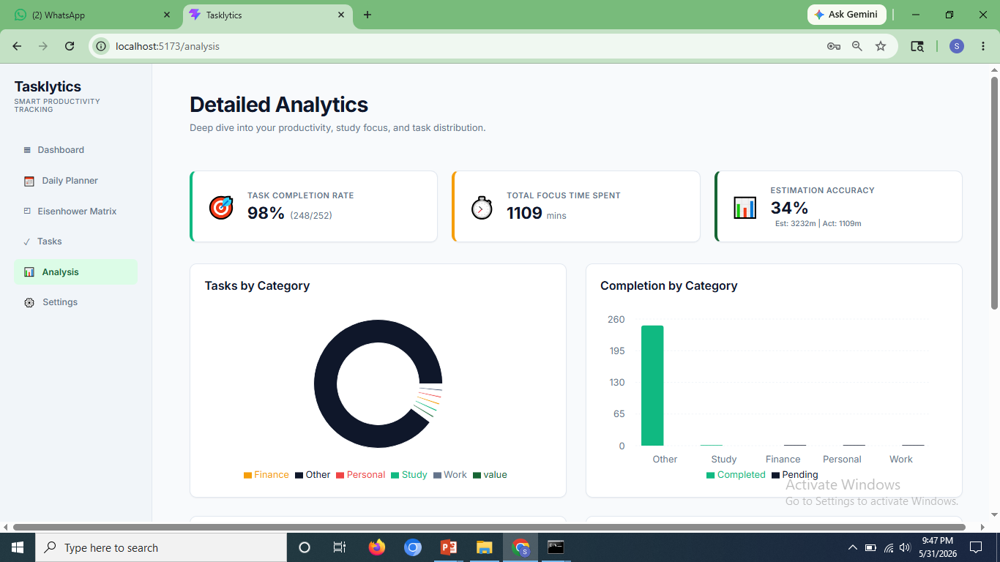 (2) WhatsApp
Tasklytics
Ask Gemini
localhost:5173/analysis
S
Tasklytics
SMART PRODUCTIVITY
TRACKING
Dashboard
Daily Planner
Eisenhower Matrix
Tasks
Analysis
Settings
Detailed Analytics
Deep dive into your productivity, study focus, and task distribution.
TASK COMPLETION RATE
98% (248/252)
TOTAL FOCUS TIME SPENT
1109 mins
ESTIMATION ACCURACY
34%
Est: 3232m | Act: 1109m
Tasks by Category
Finance Other Personal Study Work value
Completion by Category
260
195
130
65
0
Other Study Finance Personal Work
Completed Pending
Activate Windows
Go to Settings to activate Windows.
Type here to search
S
9:47 PM
5/31/2026